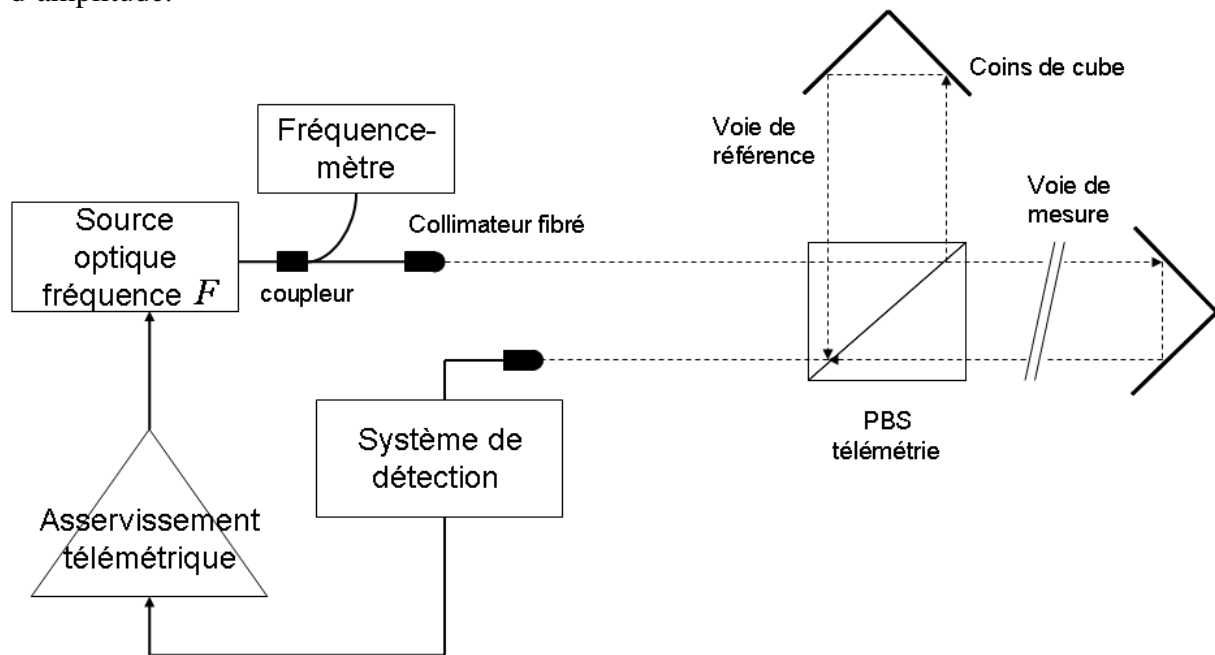 d'amplitude.
Coins de cube
Fréquence-
mètre
Voie de
référence
Voie de
mesure
Source
optique
fréquence F
Collimateur fibré
coupleur
PBS
télémétrie
Système de
détection
Asservissement
télémétrique